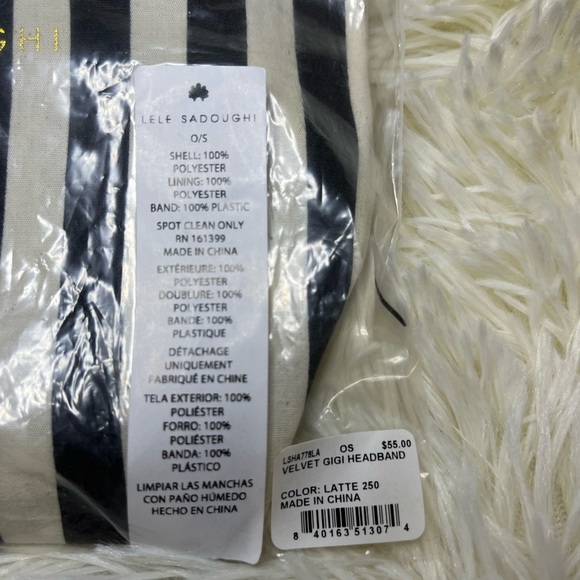 GHI
LELE SADOUGHI
O/S
SHELL: 100%
POLYESTER
LINING: 100%
POLYESTER
BAND: 100% PLASTIC
SPOT CLEAN ONLY
RN 161399
MADE IN CHINA
EXTÉRIEURE: 100%
POLYESTER
DOUBLURE: 100%
POLYESTER
BANDE: 100%
PLASTIQUE
DÉTACHAGE
UNIQUEMENT
FABRIQUÉ EN CHINE
TELA EXTERIOR: 100%
POLIÉSTER
FORRO: 100%
POLIÉSTER
BANDA: 100%
PLÁSTICO
LIMPIAR LAS MANCHAS
CON PAÑO HÚMEDO
HECHO EN CHINA
LSHA778LA OS $55.00
VELVET GIGI HEADBAND
COLOR: LATTE 250
MADE IN CHINA
8 40163 51307 4